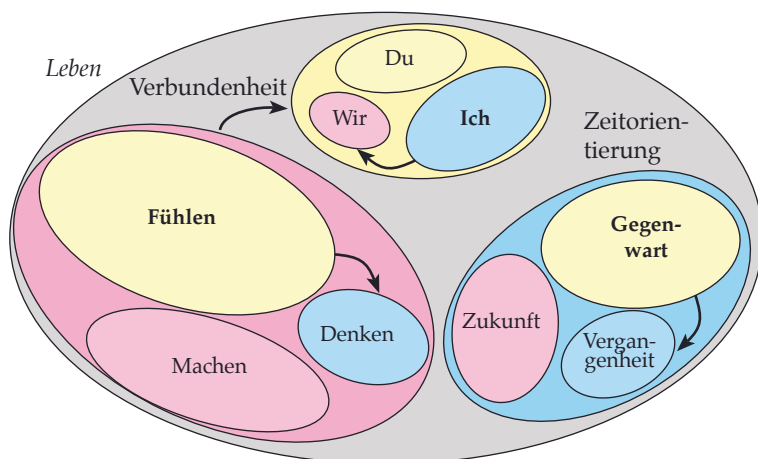 Leben
Verbundenheit
Du
Wir
Ich
Zeitorien-
tierung
Fühlen
Gegen-
wart
Zukunft
Vergan-
genheit
Denken
Machen